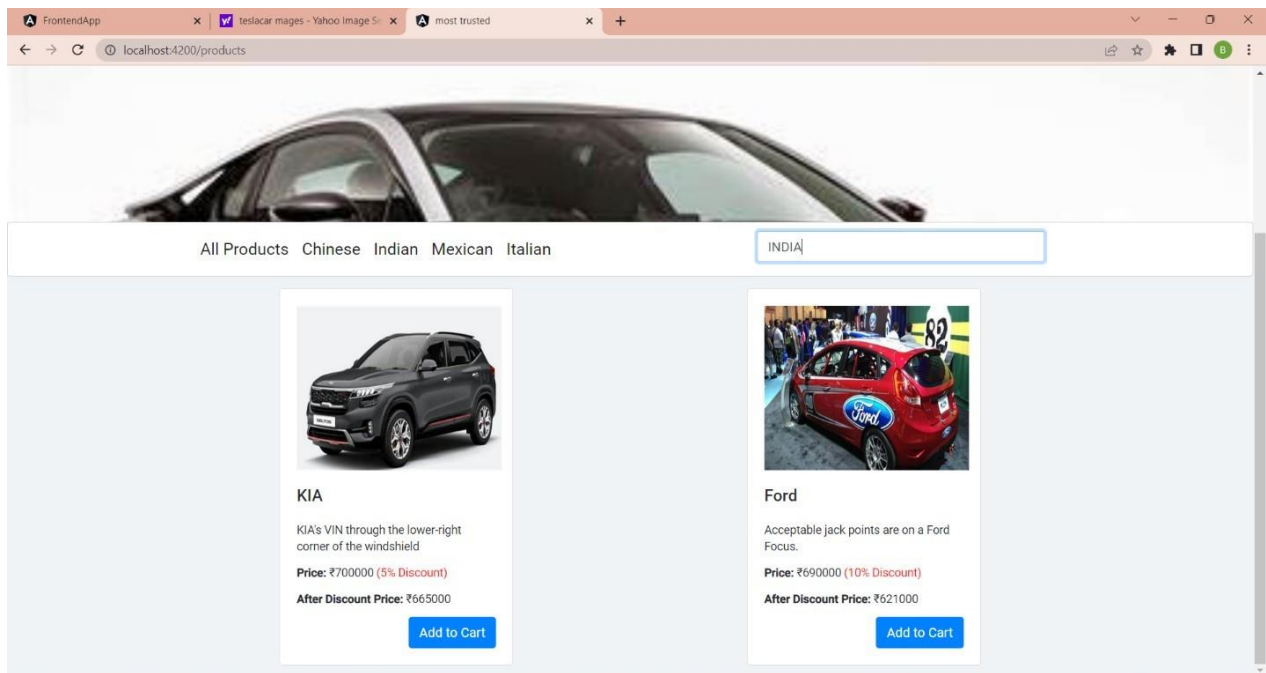 FrontendApp
teslacar mages - Yahoo Image Se
most trusted
localhost:4200/products
B
All Products Chinese Indian Mexican Italian
INDIA
82
Ford
KIA
KIA's VIN through the lower-right
corner of the windshield
Price: ₹700000 (5% Discount)
After Discount Price: ₹665000
Add to Cart
Ford
Acceptable jack points are on a Ford
Focus.
Price: ₹690000 (10% Discount)
After Discount Price: ₹621000
Add to Cart